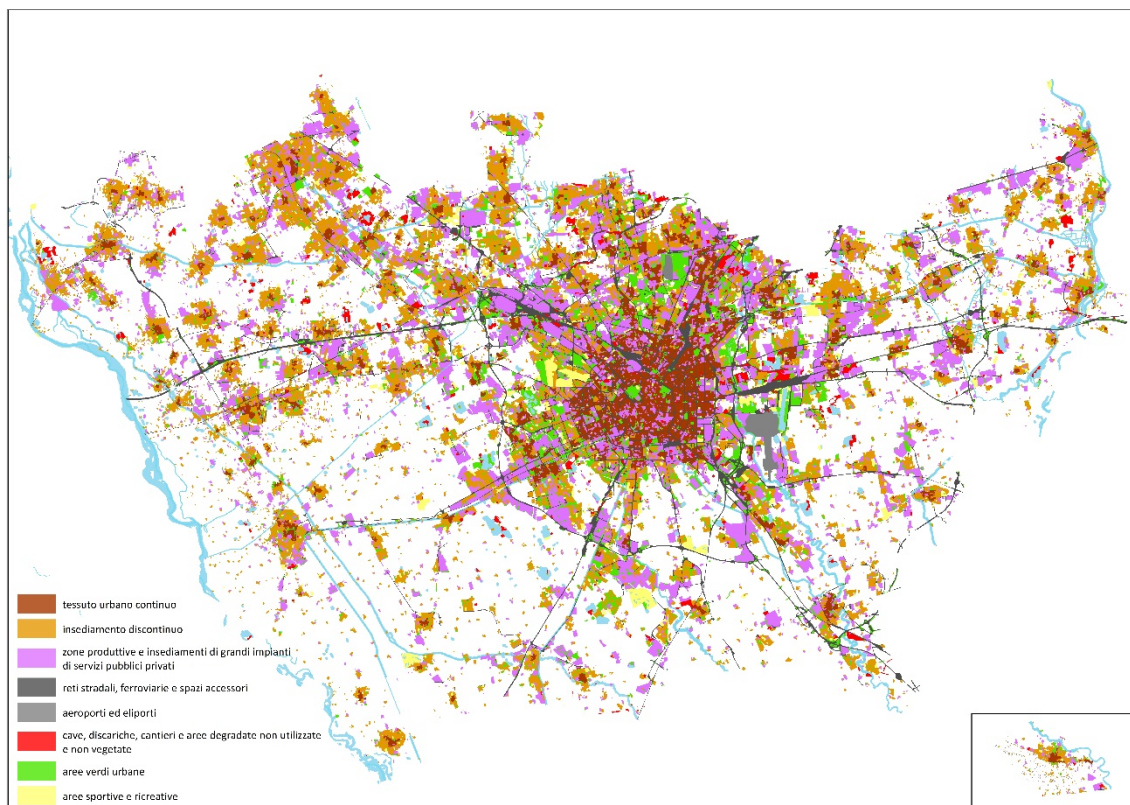 tessuto urbano continuo
insediamento discontinuo
zone produttive e insediamenti di grandi impianti
di servizi pubblici privati
reti stradali, ferroviarie e spazi accessori
aeroporti ed eliporti
cave, discariche, cantieri e aree degradate non utilizzate
e non vegetate
aree verdi urbane
aree sportive e ricreative